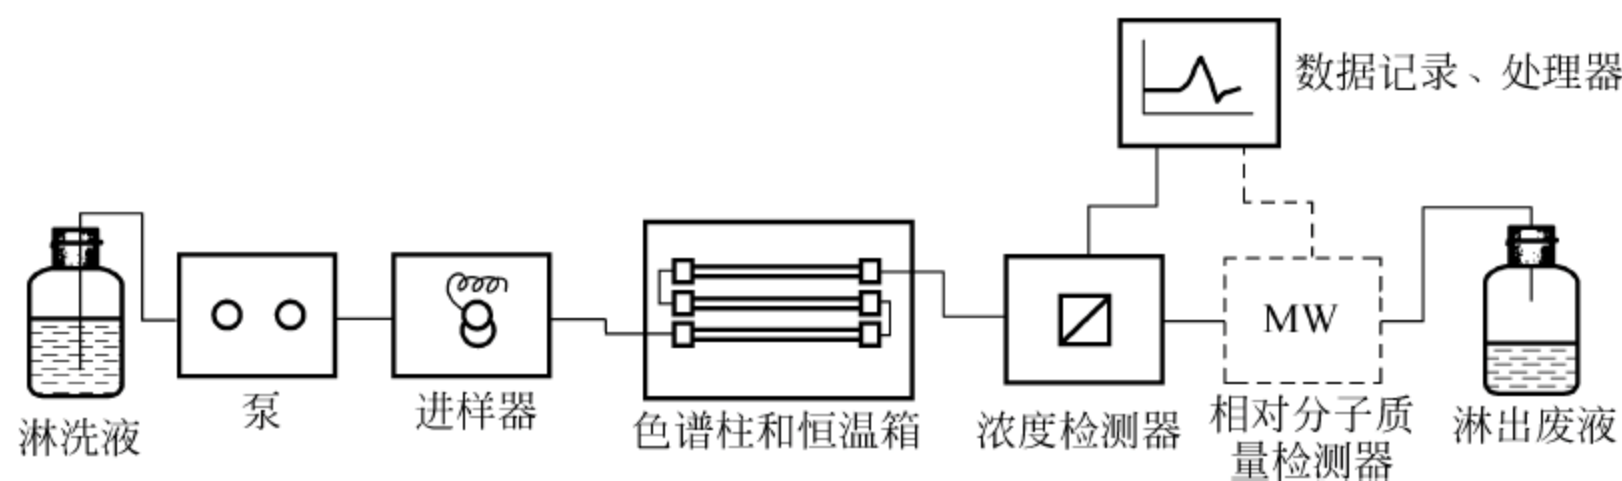 数据记录、处理器
MW
淋洗液
泵
进样器
色谱柱和恒温箱
浓度检测器
相对分子质
量检测器
淋出废液